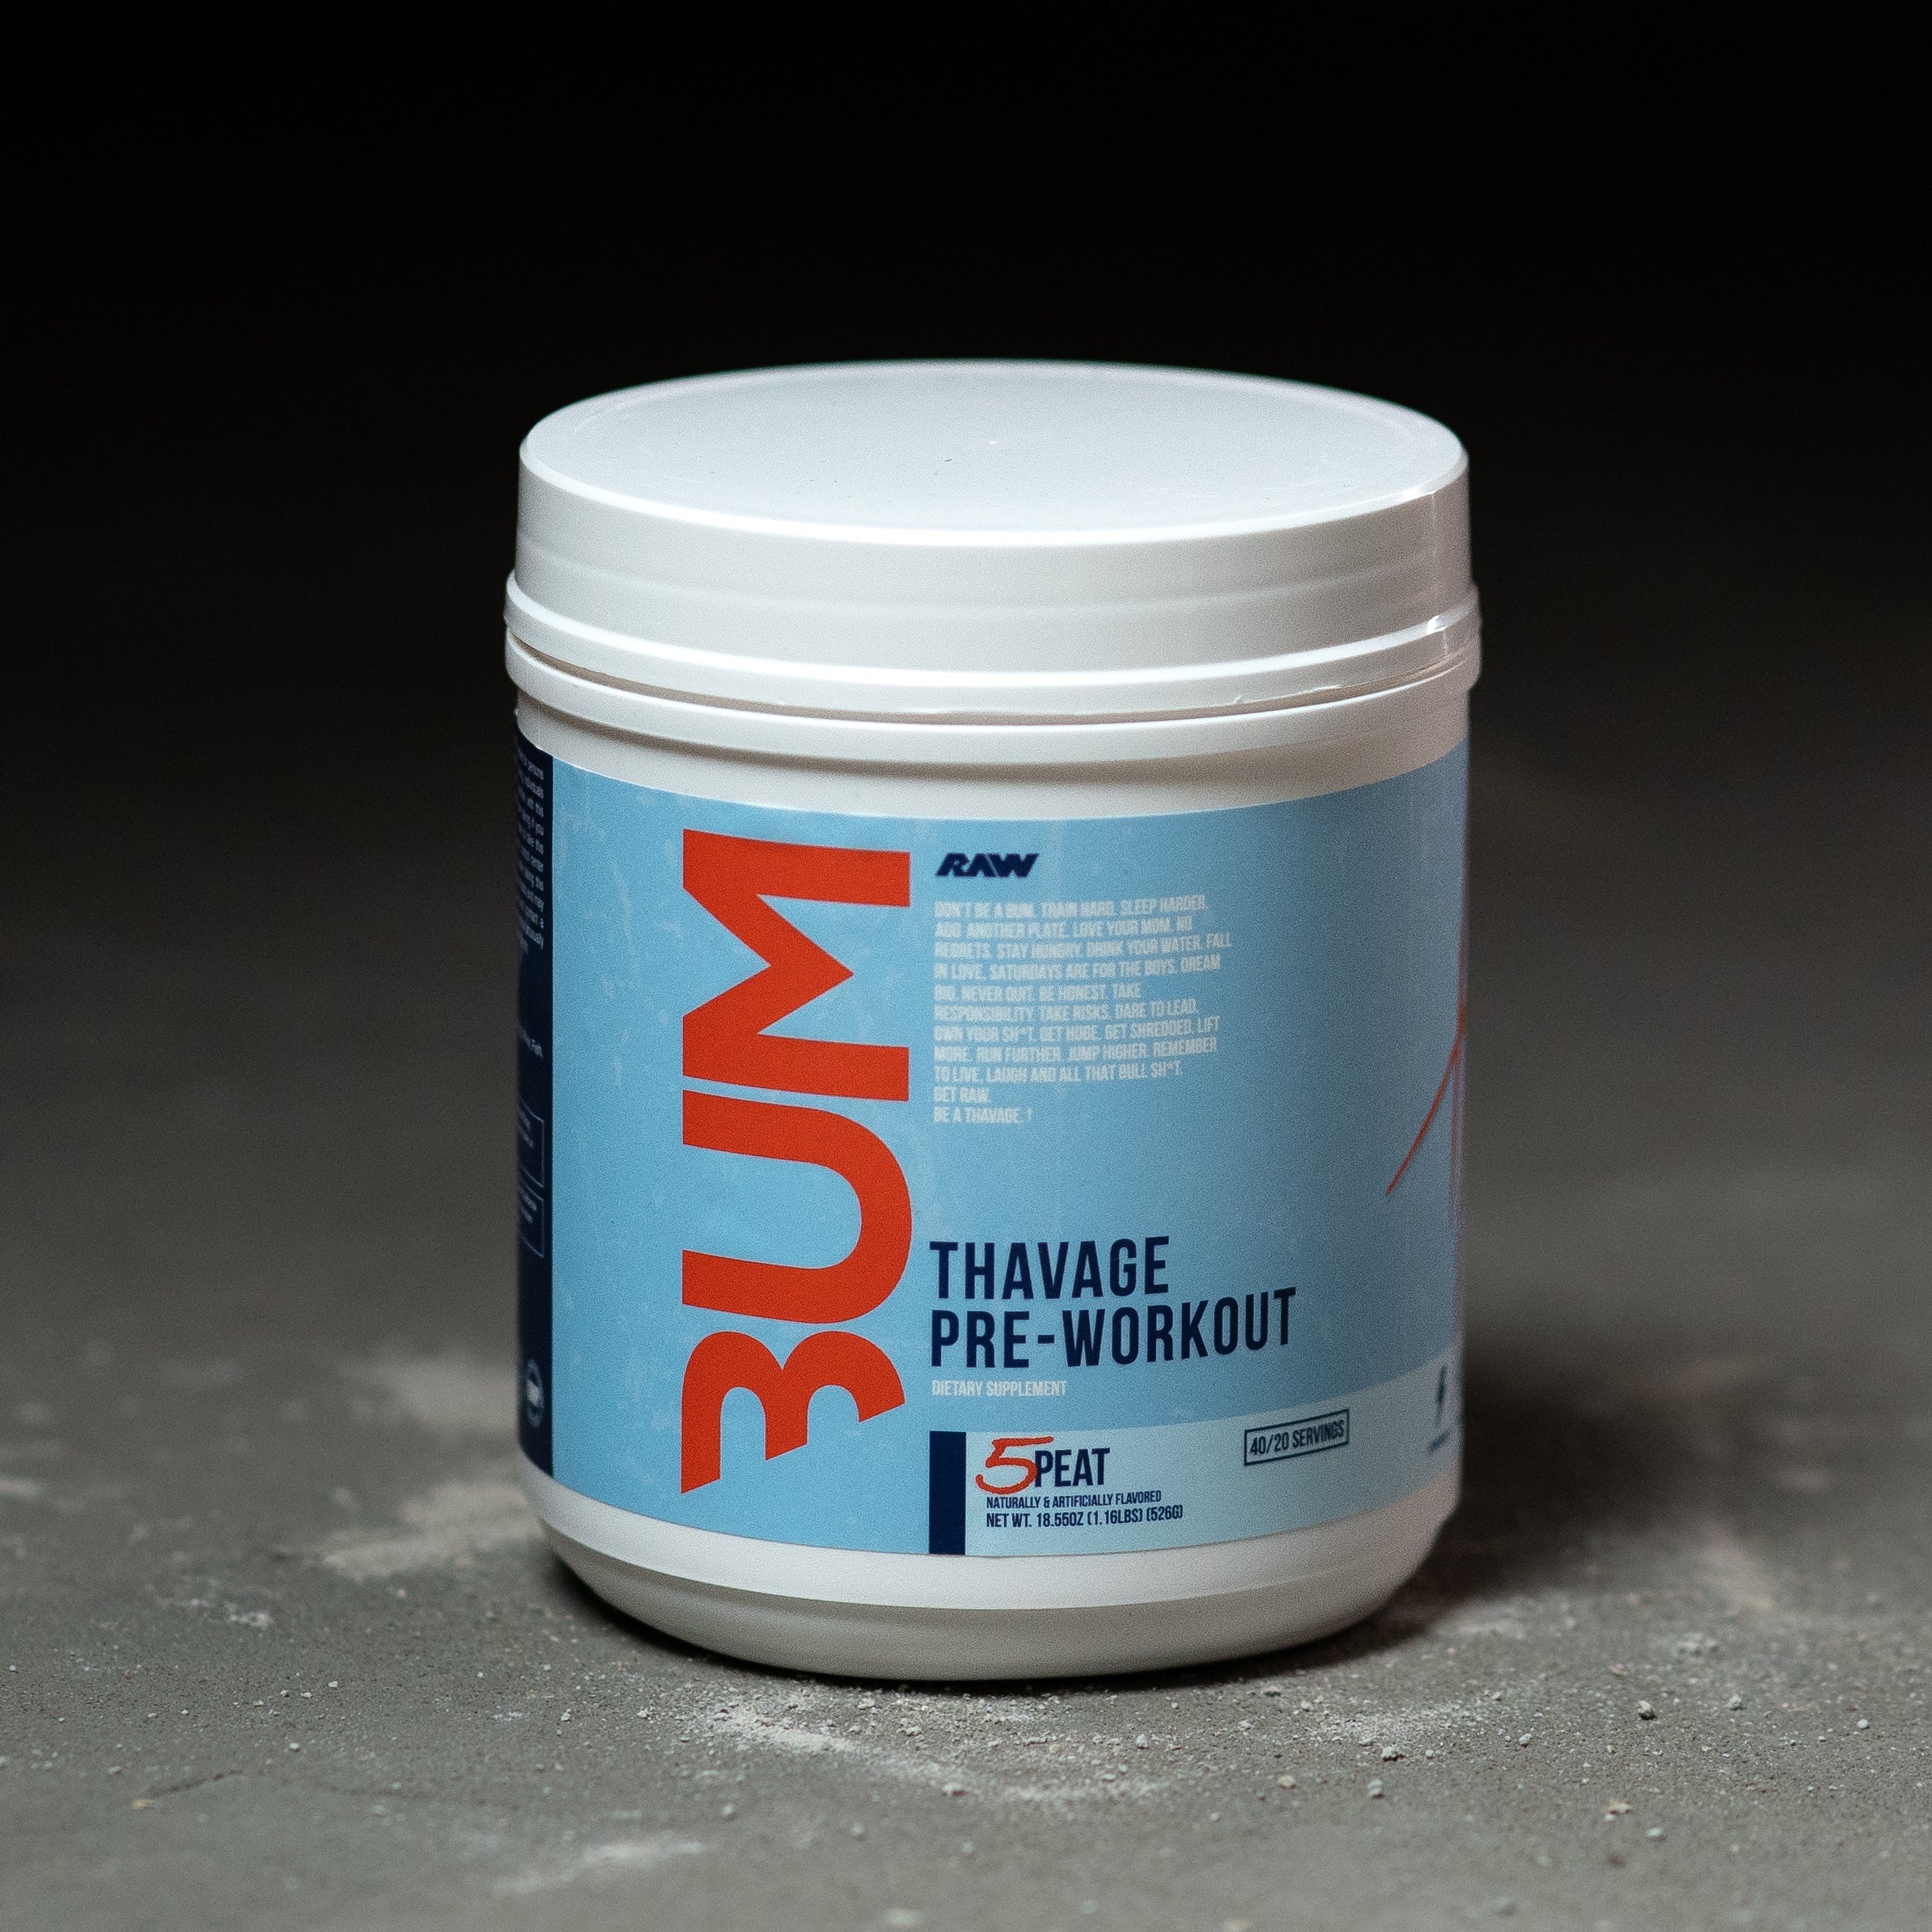 BUM
RAW
DON'T BE A BUM. TRAIN HARD. SLEEP HARDER.
ADD ANOTHER PLATE. LOVE YOUR MOM. NO
REGRETS. STAY HUNGRY. DRINK YOUR WATER. FALL
IN LOVE. SATURDAYS ARE FOR THE BOYS. DREAM
BIG. NEVER QUIT. BE HONEST. TAKE
RESPONSIBILITY. TAKE RISKS. DARE TO LEAD.
OWN YOUR SH*T. GET HUGE. GET SHREDDED. LIFT
MORE. RUN FURTHER. JUMP HIGHER. REMEMBER
TO LIVE, LAUGH AND ALL THAT BULL SH*T.
GET RAW.
BE A THAVAGE.†
THAVAGE
PRE-WORKOUT
DIETARY SUPPLEMENT
5PEAT
40/20 SERVINGS
NATURALLY & ARTIFICIALLY FLAVORED
NET WT. 18.55OZ (1.16LBS) (526G)